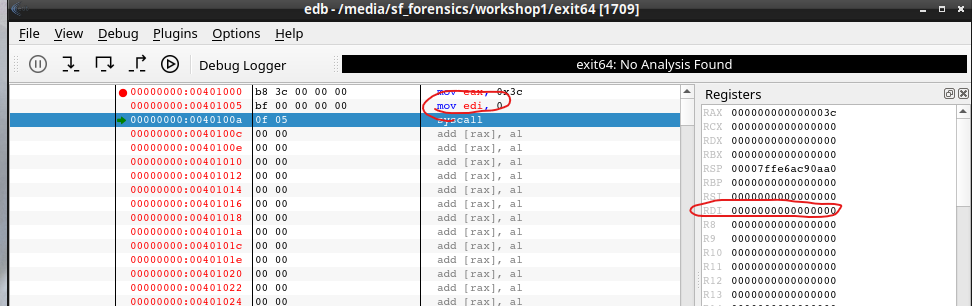 edb - /media/sf_forensics/workshop1/exit64 [1709]
File View Debug Plugins Options Help
Debug Logger
exit64: No Analysis Found
00000000:00401000 b8 3c 00 00 00 mov eax, 0x3c
00000000:00401005 bf 00 00 00 00 mov edi, 0
00000000:0040100a 0f 05 syscall
00000000:0040100c 00 00 add [rax], al
00000000:0040100e 00 00 add [rax], al
00000000:00401010 00 00 add [rax], al
00000000:00401012 00 00 add [rax], al
00000000:00401014 00 00 add [rax], al
00000000:00401016 00 00 add [rax], al
00000000:00401018 00 00 add [rax], al
00000000:0040101a 00 00 add [rax], al
00000000:0040101c 00 00 add [rax], al
00000000:0040101e 00 00 add [rax], al
00000000:00401020 00 00 add [rax], al
00000000:00401022 00 00 add [rax], al
00000000:00401024 00 00 add [rax], al
Registers
RAX 000000000000003c
RCX 0000000000000000
RDX 0000000000000000
RBX 0000000000000000
RSP 00007ffe6ac90aa0
RBP 0000000000000000
RSI 0000000000000000
RDI 0000000000000000
R8 0000000000000000
R9 0000000000000000
R10 0000000000000000
R11 0000000000000000
R12 0000000000000000
R13 0000000000000000